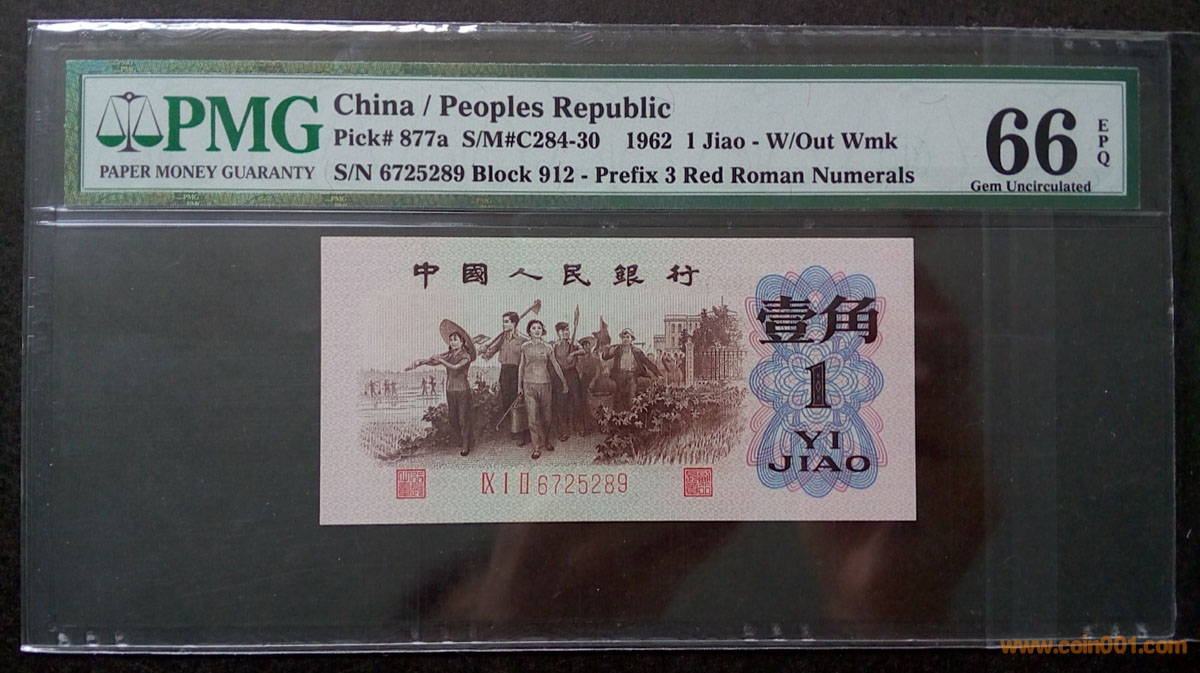 PMG
PAPER MONEY GUARANTY
China / Peoples Republic
Pick# 877a S/M#C284-30 1962 1 Jiao - W/Out Wmk
S/N 6725289 Block 912 - Prefix 3 Red Roman Numerals
66
EPQ
Gem Uncirculated
中國人民銀行
壹角
1
YI
JIAO
IX I II 6725289
www.coin001.com